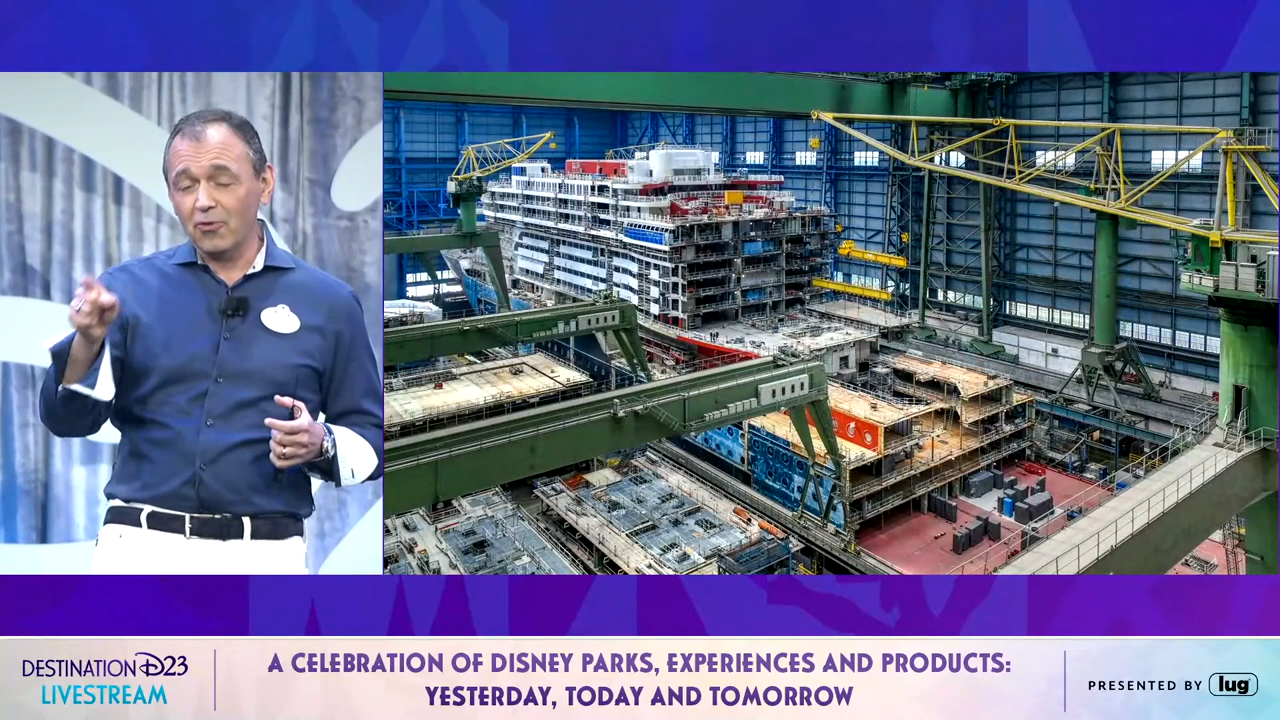 DESTINATION D23
LIVESTREAM
A CELEBRATION OF DISNEY PARKS, EXPERIENCES AND PRODUCTS:
YESTERDAY, TODAY AND TOMORROW
PRESENTED BY lug